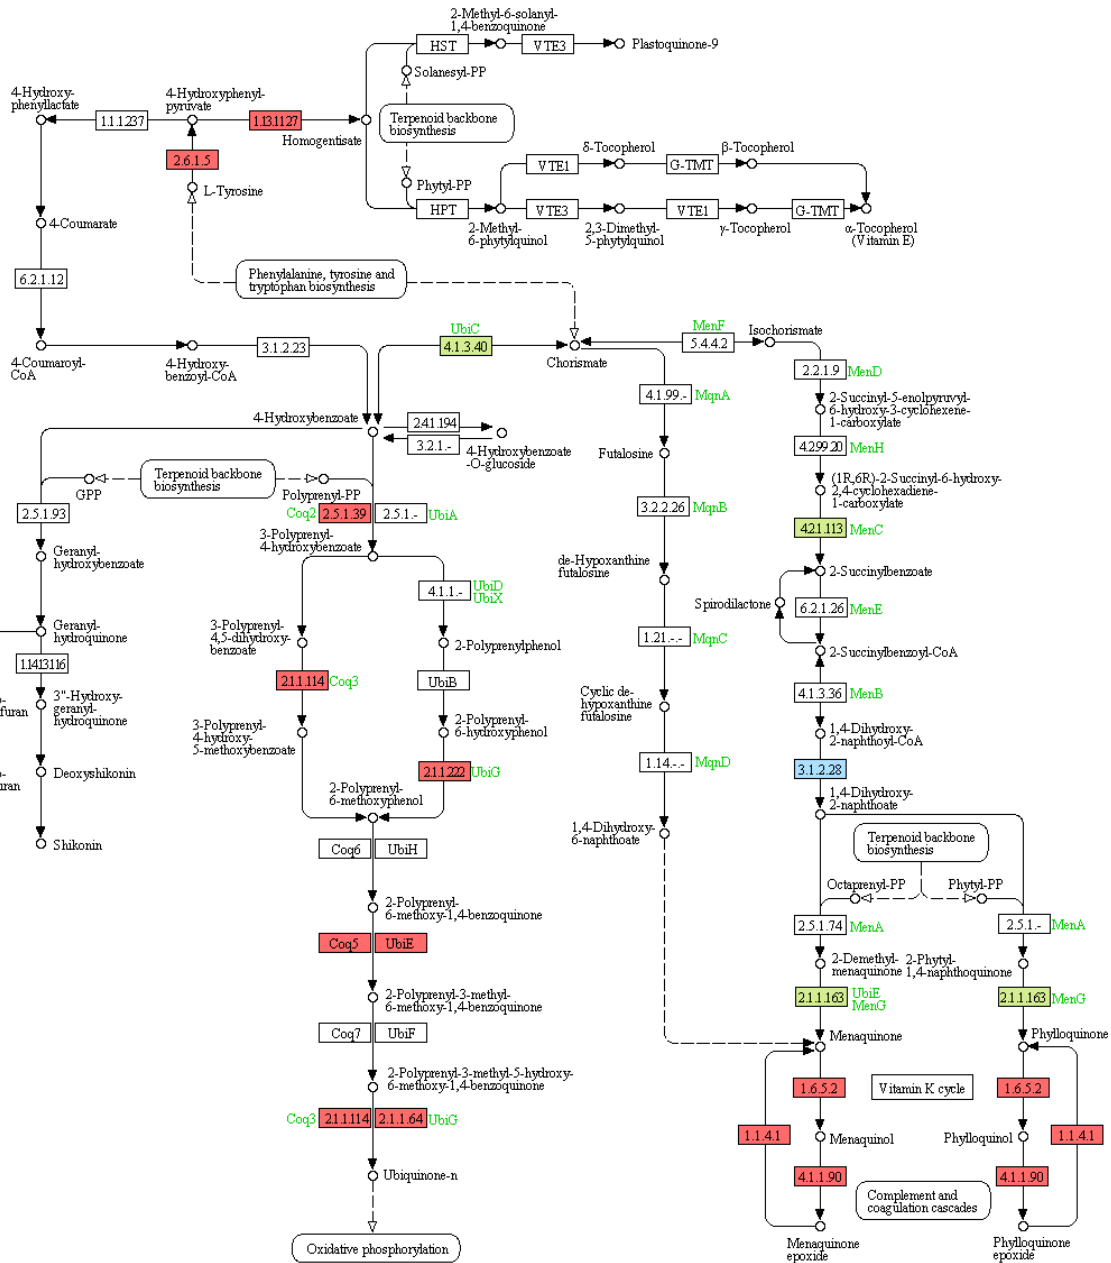 2-Methyl-6-solanyl-
1,4-benzoquinone
HST
VTE3
Plastoquinone-9
Solanesyl-PP
4-Hydroxy-
phenyllactate
4-Hydroxyphenyl-
pyruvate
1.1.1.237
1.13.11.27
Homogentisate
Terpenoid backbone
biosynthesis
2.6.1.5
L-Tyrosine
Phytyl-PP
δ-Tocopherol
β-Tocopherol
VTE1
G-TMT
HPT
VTE3
VTE1
G-TMT
2-Methyl-
6-phytylquinol
2,3-Dimethyl-
5-phytylquinol
γ-Tocopherol
α-Tocopherol
(Vitamin E)
4-Coumarate
6.2.1.12
Phenylalanine, tyrosine and
tryptophan biosynthesis
UbiC
4.1.3.40
MenF
5.4.4.2
Isochorismate
4-Coumaroyl-
CoA
4-Hydroxy-
benzoyl-CoA
3.1.2.23
Chorismate
2.2.1.9
MenD
4.1.99.-
MqnA
2-Succinyl-5-enolpyruvyl-
6-hydroxy-3-cyclohexene-
1-carboxylate
4-Hydroxybenzoate
2.4.1.194
3.2.1.-
4-Hydroxybenzoate
-O-glucoside
Futalosine
4.2.99.20
MenH
Terpenoid backbone
biosynthesis
GPP
Polyprenyl-PP
(1R,6R)-2-Succinyl-6-hydroxy-
2,4-cyclohexadiene-
1-carboxylate
2.5.1.93
Coq2
2.5.1.39
2.5.1.-
UbiA
3.2.2.26
MqnB
4.2.1.113
MenC
3-Polyprenyl-
4-hydroxybenzoate
Geranyl-
hydroxybenzoate
de-Hypoxanthine
futalosine
2-Succinylbenzoate
4.1.1.-
UbiD
UbiX
Spirodilactone
6.2.1.26
MenE
Geranyl-
hydroquinone
3-Polyprenyl-
4,5-dihydroxy-
benzoate
2-Polyprenylphenol
1.21.-.-
MqnC
2-Succinylbenzoyl-CoA
1.14.13.116
2.1.1.114
Coq3
UbiB
4.1.3.36
MenB
3"-Hydroxy-
geranyl-
hydroquinone
Cyclic de-
hypoxanthine
futalosine
furan
3-Polyprenyl-
4-hydroxy-
5-methoxybenzoate
2-Polyprenyl-
6-hydroxyphenol
1,4-Dihydroxy-
2-naphthoyl-CoA
Deoxyshikonin
2.1.1.222
UbiG
1.14.-.-
MqnD
3.1.2.28
2-Polyprenyl-
6-methoxyphenol
1,4-Dihydroxy-
2-naphthoate
Shikonin
1,4-Dihydroxy-
6-naphthoate
Terpenoid backbone
biosynthesis
Coq6
UbiH
Octaprenyl-PP
Phytyl-PP
2-Polyprenyl-
6-methoxy-1,4-benzoquinone
2.5.1.74
MenA
2.5.1.-
MenA
Coq5
UbiE
2-Demethyl-
menaquinone
2-Phytyl-
1,4-naphthoquinone
2-Polyprenyl-3-methyl-
6-methoxy-1,4-benzoquinone
2.1.1.163
UbiE
MenG
2.1.1.163
MenG
Coq7
UbiF
Menaquinone
Phylloquinone
2-Polyprenyl-3-methyl-5-hydroxy-
6-methoxy-1,4-benzoquinone
1.6.5.2
Vitamin K cycle
1.6.5.2
Coq3
2.1.1.114
2.1.1.64
UbiG
1.1.4.1
Menaquinol
Phylloquinol
1.1.4.1
Ubiquinone-n
4.1.1.90
4.1.1.90
Complement and
coagulation cascades
Oxidative phosphorylation
Menaquinone
epoxide
Phylloquinone
epoxide